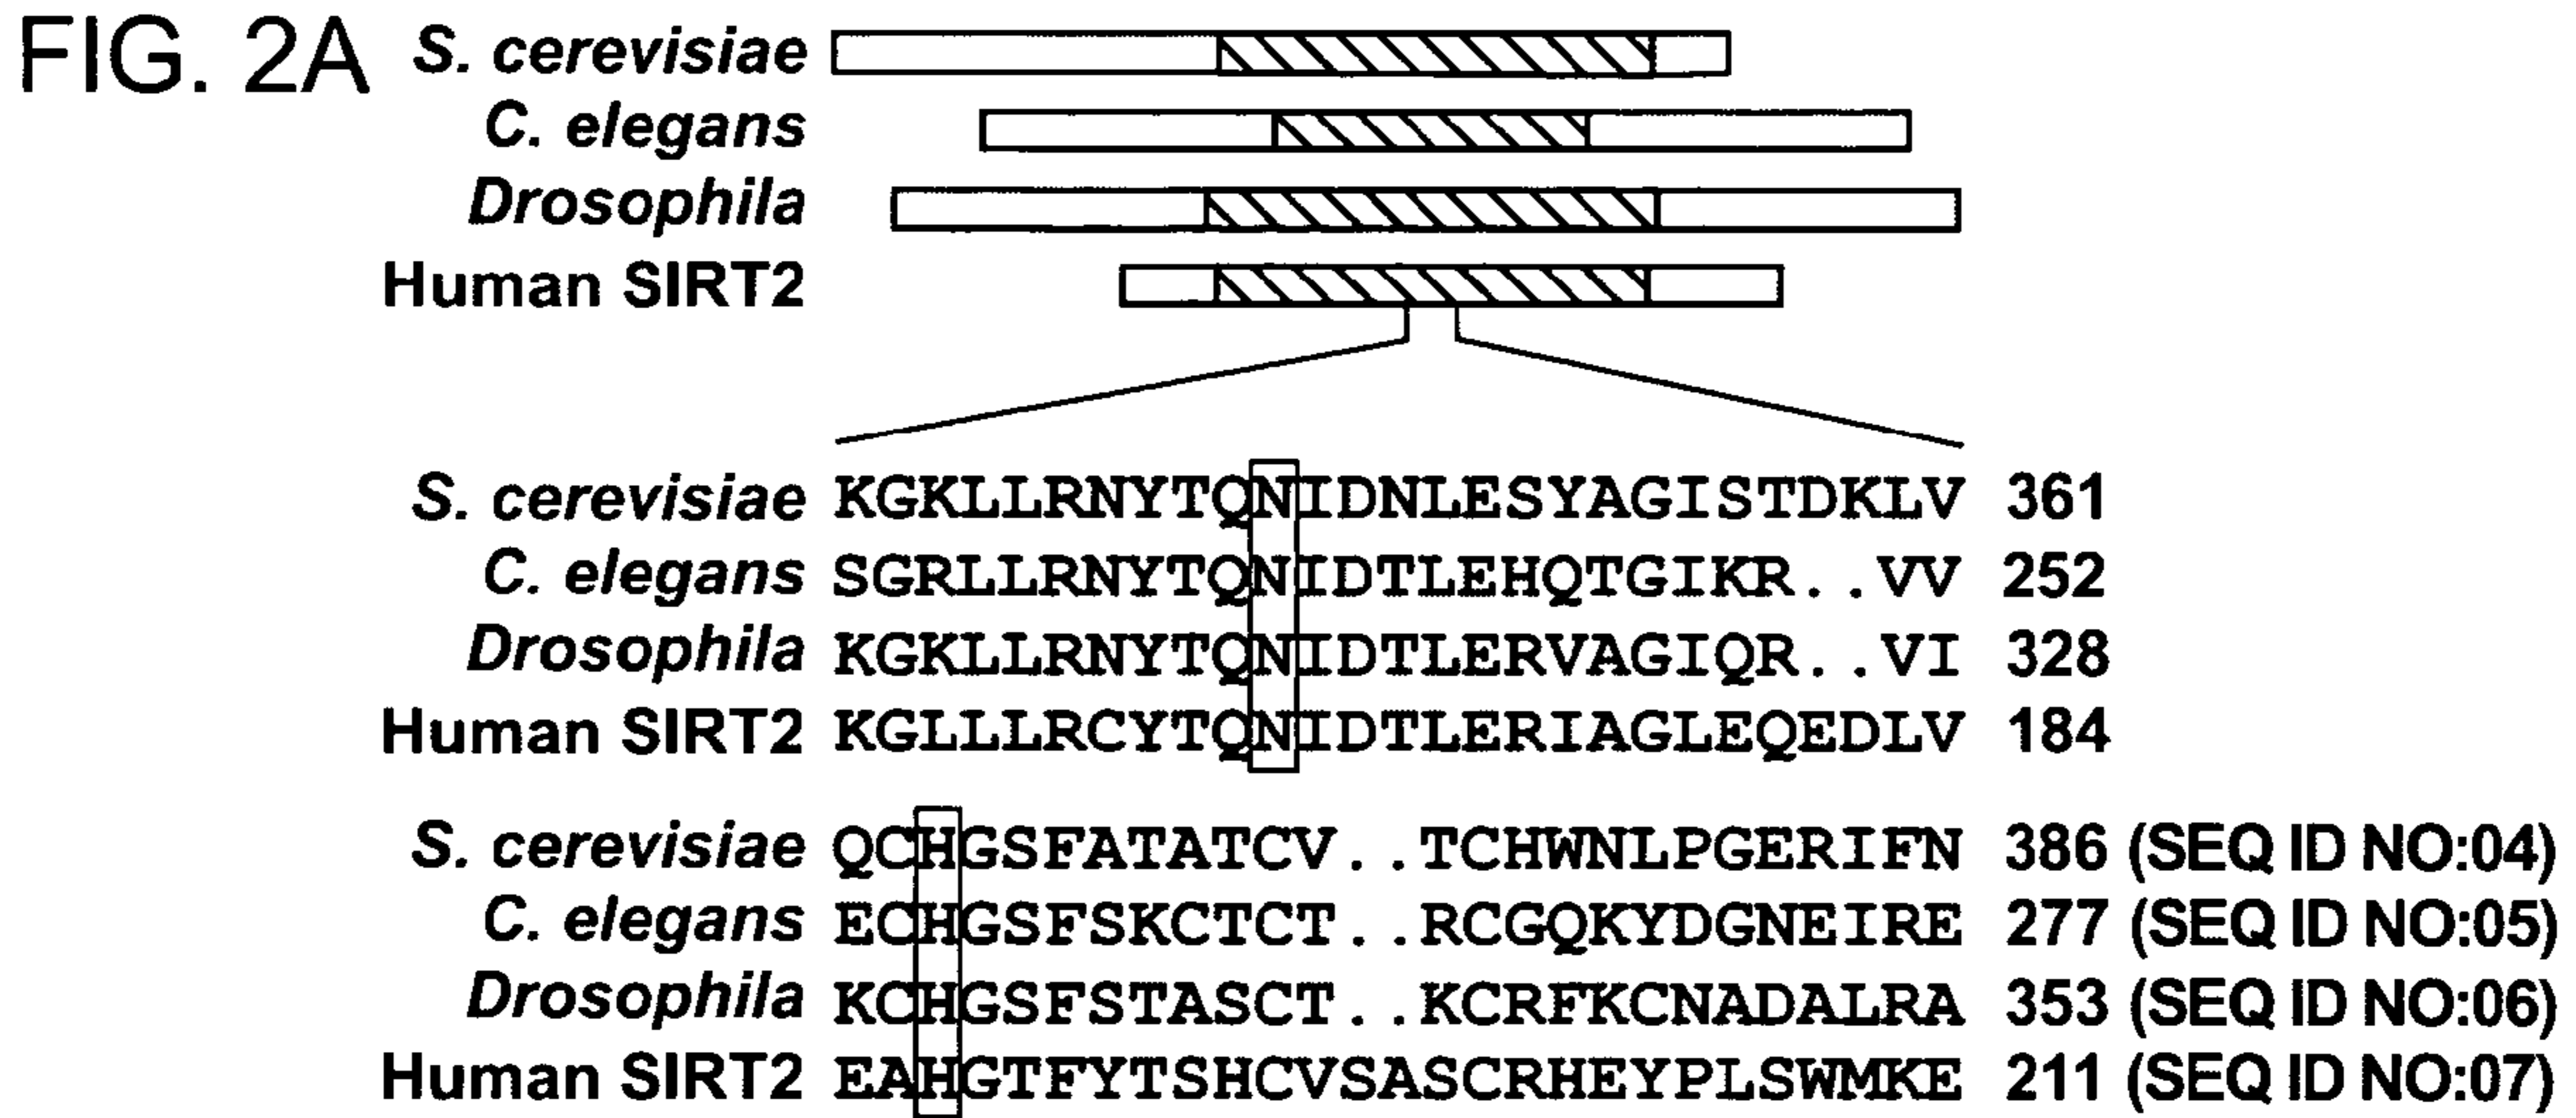 FIG. 2A
S. cerevisiae
C. elegans
Drosophila
Human SIRT2
S. cerevisiae KGKLLRNYTQNIDNLESYAGISTDKLV 361
C. elegans SGRLLRNYTQNIDTLEHQTGIKR..VV 252
Drosophila KGKLLRNYTQNIDTLERVAGIQR..VI 328
Human SIRT2 KGLLLRCYTQNIDTLERIAGLEQEDLV 184
S. cerevisiae QCHGSFATATCV..TCHWNLPGERIFN 386 (SEQ ID NO:04)
C. elegans ECHGSFSKCTCT..RCGQKYDGNEIRE 277 (SEQ ID NO:05)
Drosophila KCHGSFSTASCT..KCRFKCNADALRA 353 (SEQ ID NO:06)
Human SIRT2 EAHGTFYTSHCVSASCRHEYPLSWMKE 211 (SEQ ID NO:07)